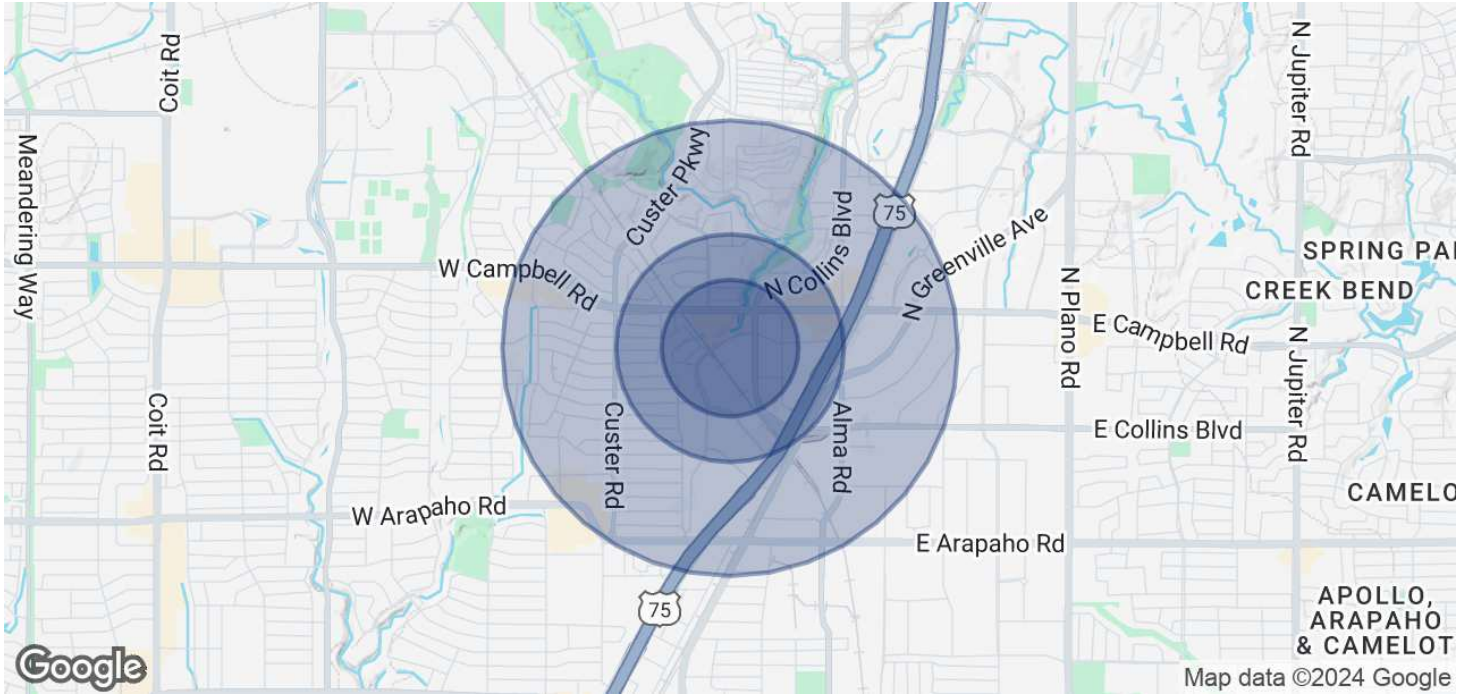 Coit Rd
N Jupiter Rd
Meandering Way
Custer Pkwy
N Collins Blvd
75
N Greenville Ave
SPRING PA
CREEK BEND
W Campbell Rd
N Plano Rd
E Campbell Rd
N Jupiter Rd
Coit Rd
Custer Rd
Alma Rd
E Collins Blvd
CAMELO
W Arapaho Rd
E Arapaho Rd
75
APOLLO,
ARAPAHO
& CAMELOT
Google
Map data ©2024 Google